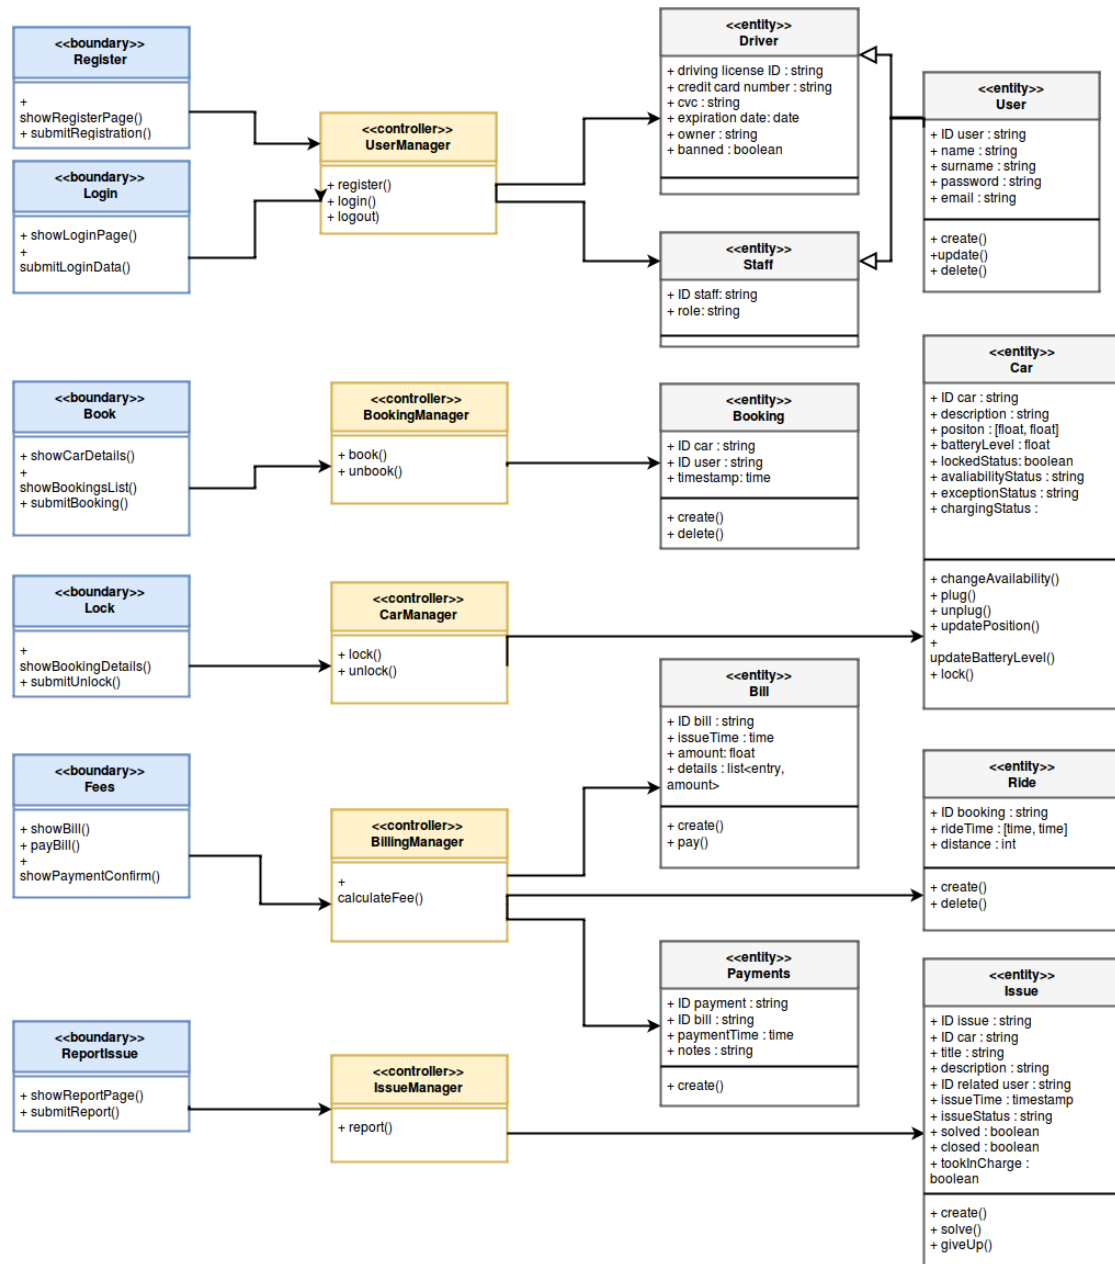 <<boundary>>
Register
+
showRegisterPage()
+ submitRegistration()
<<boundary>>
Login
+ showLoginPage()
+
submitLoginData()
<<controller>>
UserManager
+ register()
+ login()
+ logout)
<<entity>>
Driver
+ driving license ID : string
+ credit card number : string
+ cvc : string
+ expiration date: date
+ owner : string
+ banned : boolean
<<entity>>
User
+ ID user : string
+ name : string
+ surname : string
+ password : string
+ email : string
+ create()
+update()
+ delete()
<<entity>>
Staff
+ ID staff: string
+ role: string
<<boundary>>
Book
+ showCarDetails()
+
showBookingsList()
+ submitBooking()
<<controller>>
BookingManager
+ book()
+ unbook()
<<entity>>
Booking
+ ID car : string
+ ID user : string
+ timestamp: time
+ create()
+ delete()
<<entity>>
Car
+ ID car : string
+ description : string
+ positon : [float, float]
+ batteryLevel : float
+ lockedStatus: boolean
+ avaliabilityStatus : string
+ exceptionStatus : string
+ chargingStatus :
+ changeAvailability()
+ plug()
+ unplug()
+ updatePosition()
+
updateBatteryLevel()
+ lock()
<<boundary>>
Lock
+
showBookingDetails()
+ submitUnlock()
<<controller>>
CarManager
+ lock()
+ unlock()
<<entity>>
Bill
+ ID bill : string
+ issueTime : time
+ amount: float
+ details : list<entry,
amount>
+ create()
+ pay()
<<boundary>>
Fees
+ showBill()
+ payBill()
+
showPaymentConfirm()
<<controller>>
BillingManager
+
calculateFee()
<<entity>>
Ride
+ ID booking : string
+ rideTime : [time, time]
+ distance : int
+ create()
+ delete()
<<entity>>
Payments
+ ID payment : string
+ ID bill : string
+ paymentTime : time
+ notes : string
+ create()
<<boundary>>
ReportIssue
+ showReportPage()
+ submitReport()
<<controller>>
IssueManager
+ report()
<<entity>>
Issue
+ ID issue : string
+ ID car : string
+ title : string
+ description : string
+ ID related user : string
+ issueTime : timestamp
+ issueStatus : string
+ solved : boolean
+ closed : boolean
+ tookInCharge :
boolean
+ create()
+ solve()
+ giveUp()